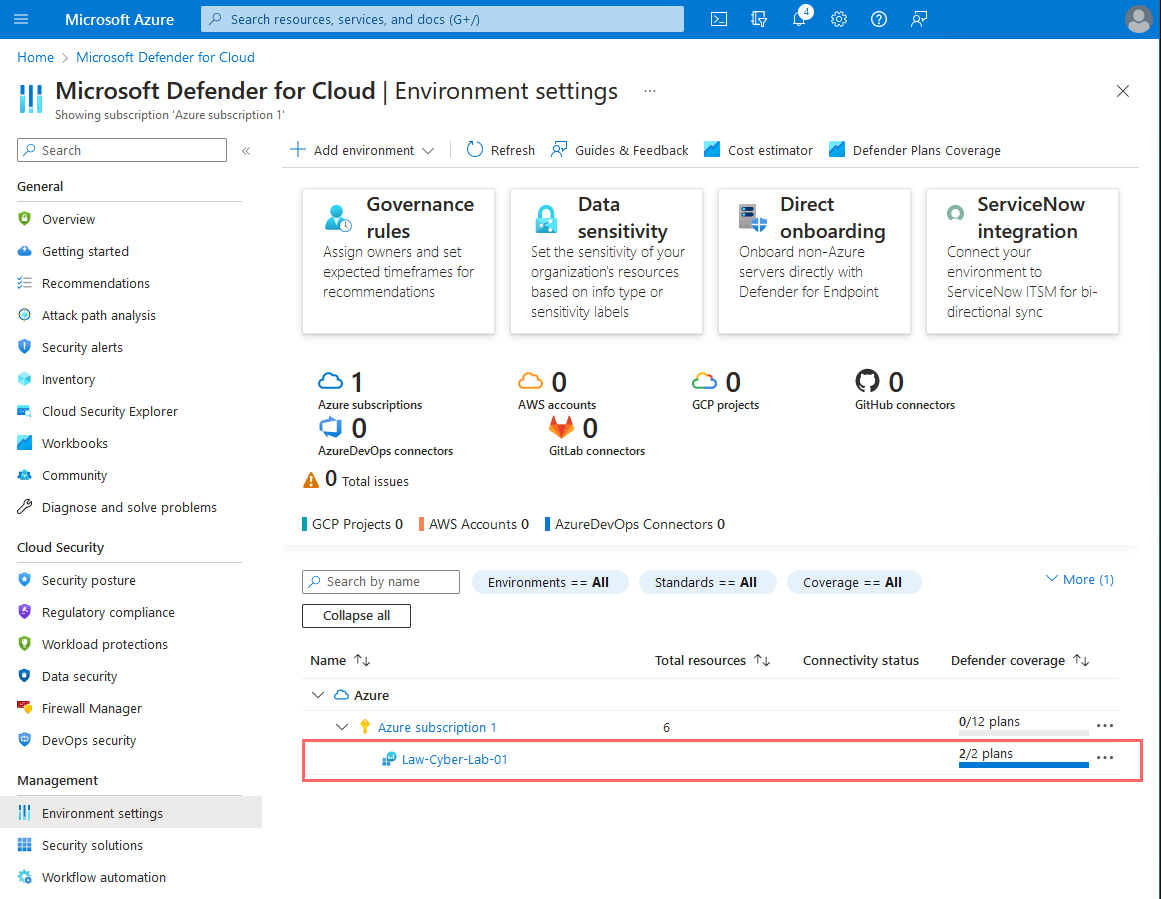 Microsoft Azure
Search resources, services, and docs (G+/)
4
Home > Microsoft Defender for Cloud
Microsoft Defender for Cloud | Environment settings ...
Showing subscription 'Azure subscription 1'
Search
«
Add environment
Refresh
Guides & Feedback
Cost estimator
Defender Plans Coverage
General
Overview
Getting started
Recommendations
Attack path analysis
Security alerts
Inventory
Cloud Security Explorer
Workbooks
Community
Diagnose and solve problems
Cloud Security
Security posture
Regulatory compliance
Workload protections
Data security
Firewall Manager
DevOps security
Management
Environment settings
Security solutions
Workflow automation
Governance
rules
Assign owners and set
expected timeframes for
recommendations
Data
sensitivity
Set the sensitivity of your
organization's resources
based on info type or
sensitivity labels
Direct
onboarding
Onboard non-Azure
servers directly with
Defender for Endpoint
ServiceNow
integration
Connect your
environment to
ServiceNow ITSM for bi-
directional sync
1
Azure subscriptions
0
AWS accounts
0
GCP projects
0
GitHub connectors
0
AzureDevOps connectors
0
GitLab connectors
0 Total issues
GCP Projects 0
AWS Accounts 0
AzureDevOps Connectors 0
Search by name
Environments == All
Standards == All
Coverage == All
More (1)
Collapse all
Name
Total resources
Connectivity status
Defender coverage
Azure
Azure subscription 1
6
0/12 plans
...
Law-Cyber-Lab-01
2/2 plans
...